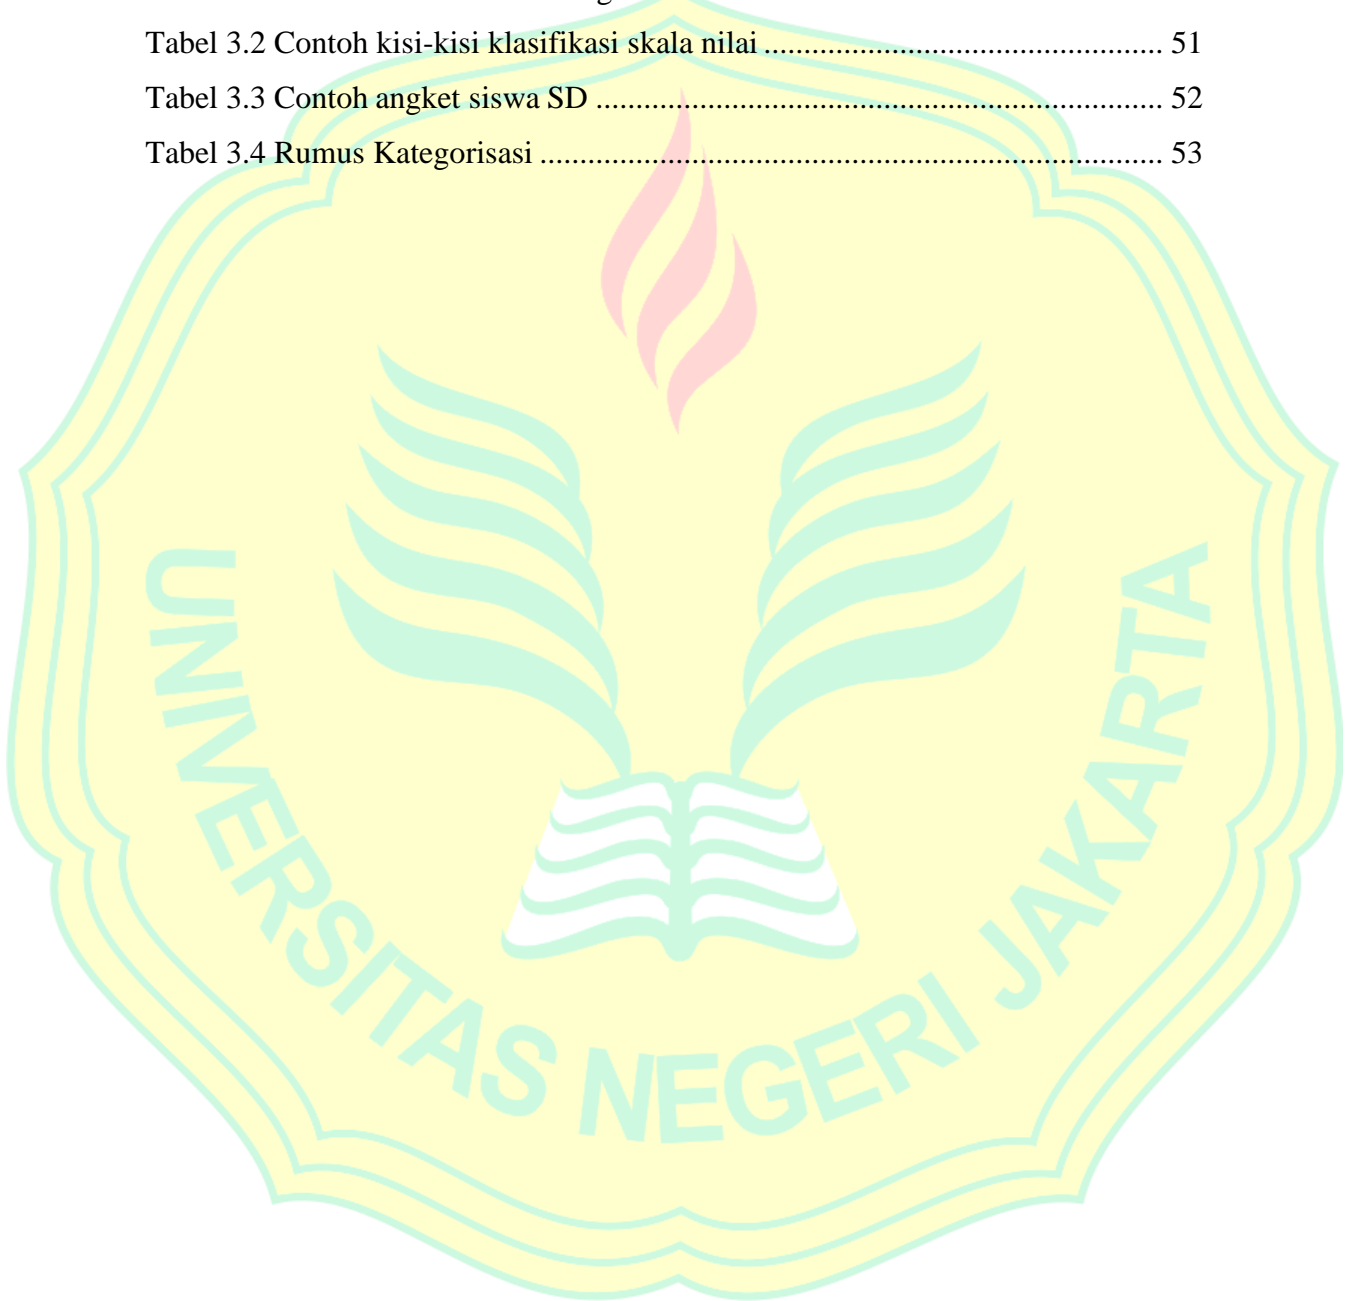 Tabel 3.2 Contoh kisi-kisi klasifikasi skala nilai .................................................. 51
Tabel 3.3 Contoh angket siswa SD ....................................................................... 52
Tabel 3.4 Rumus Kategorisasi .............................................................................. 53
UNIVERSITAS NEGERI JAKARTA